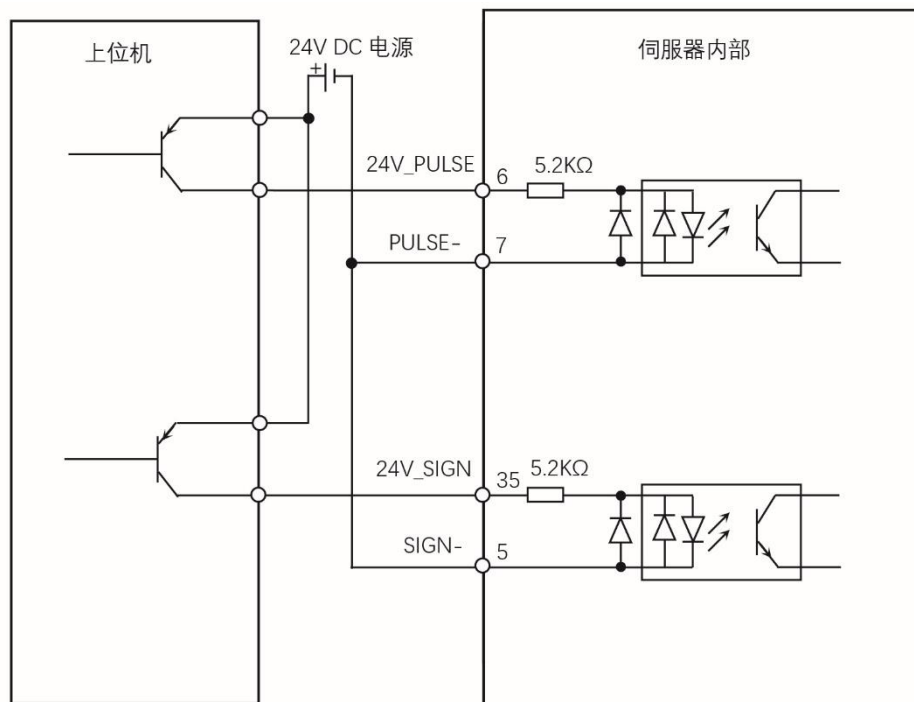 上位机
24V DC 电源
+
伺服器内部
24V_PULSE
6
5.2KΩ
PULSE-
7
24V_SIGN
35
5.2KΩ
SIGN-
5